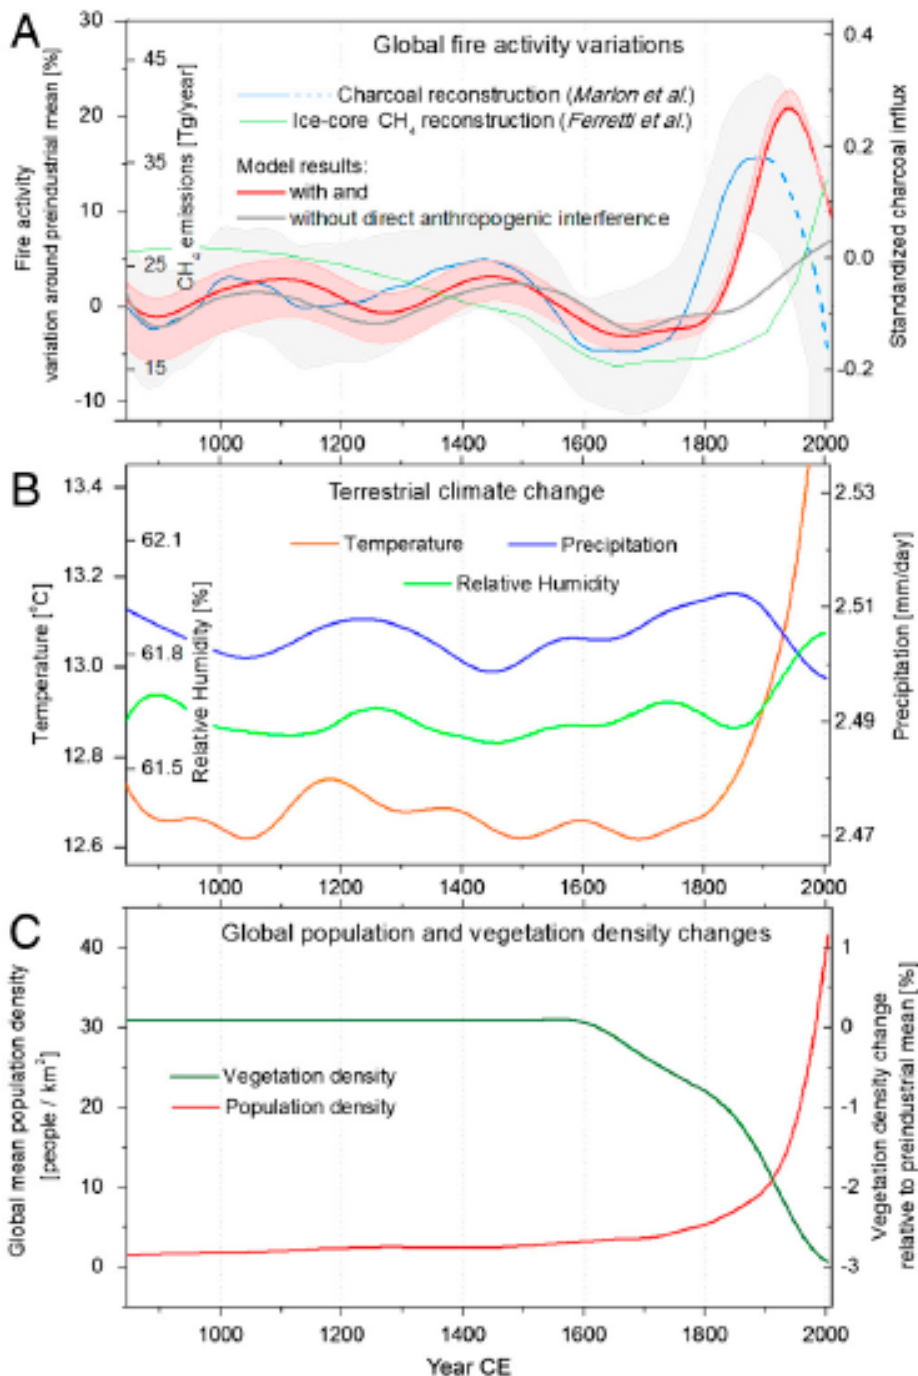 A
Global fire activity variations
Charcoal reconstruction (Marlon et al.)
Ice-core CH4 reconstruction (Ferretti et al.)
Model results:
with and
without direct anthropogenic interference
Fire activity
variation around preindustrial mean [%]
30
20
10
0
-10
CH4 emissions [Tg/year]
45
35
25
15
Standardized charcoal influx
0.4
0.2
0.0
-0.2
1000 1200 1400 1600 1800 2000
B
Terrestrial climate change
Temperature
Precipitation
Relative Humidity
Temperature [°C]
13.4
13.2
13.0
12.8
12.6
Relative Humidity [%]
62.1
61.8
61.5
Precipitation [mm/day]
2.53
2.51
2.49
2.47
1000 1200 1400 1600 1800 2000
C
Global population and vegetation density changes
Vegetation density
Population density
Global mean population density
[people / km2]
40
30
20
10
0
Vegetation density change
relative to preindustrial mean [%]
1
0
-1
-2
-3
1000 1200 1400 1600 1800 2000
Year CE